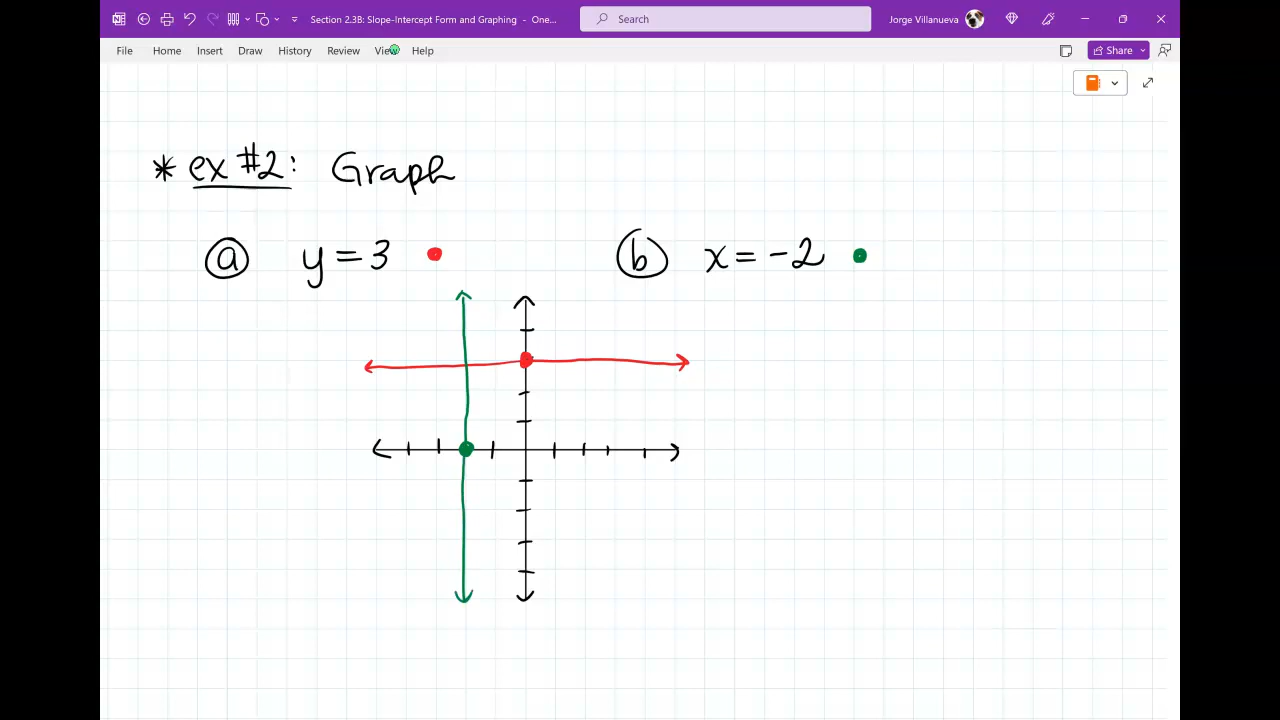 Section 2.3B: Slope-Intercept Form and Graphing - One...
Search
Jorge Villanueva
File Home Insert Draw History Review View Help
Share
* ex #2: Graph
a y = 3 b x = -2